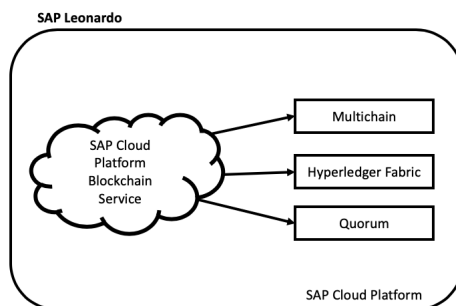 SAP Leonardo
SAP Cloud
Platform
Blockchain
Service
Multichain
Hyperledger Fabric
Quorum
SAP Cloud Platform